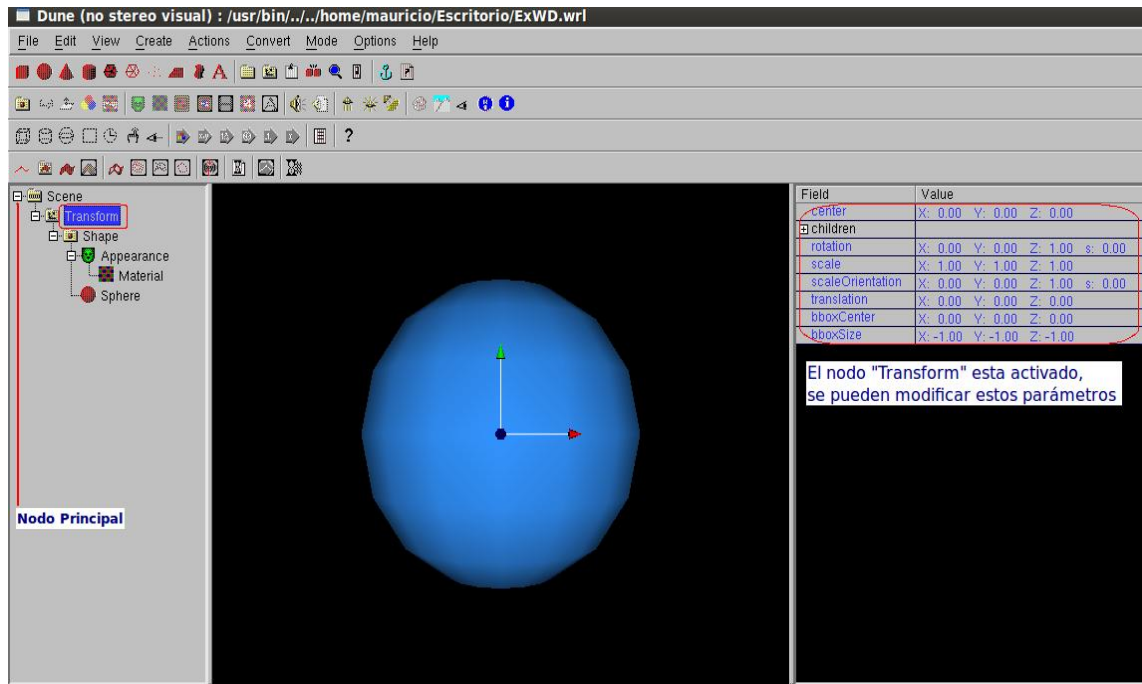 Dune (no stereo visual) : /usr/bin/../../home/mauricio/Escritorio/ExWD.wrl
File Edit View Create Actions Convert Mode Options Help
Scene
Transform
Shape
Appearance
Material
Sphere
Nodo Principal
Field Value
center X: 0.00 Y: 0.00 Z: 0.00
children
rotation X: 0.00 Y: 0.00 Z: 1.00 s: 0.00
scale X: 1.00 Y: 1.00 Z: 1.00
scaleOrientation X: 0.00 Y: 0.00 Z: 1.00 s: 0.00
translation X: 0.00 Y: 0.00 Z: 0.00
bboxCenter X: 0.00 Y: 0.00 Z: 0.00
bboxSize X:-1.00 Y:-1.00 Z:-1.00
El nodo "Transform" esta activado,
se pueden modificar estos parámetros